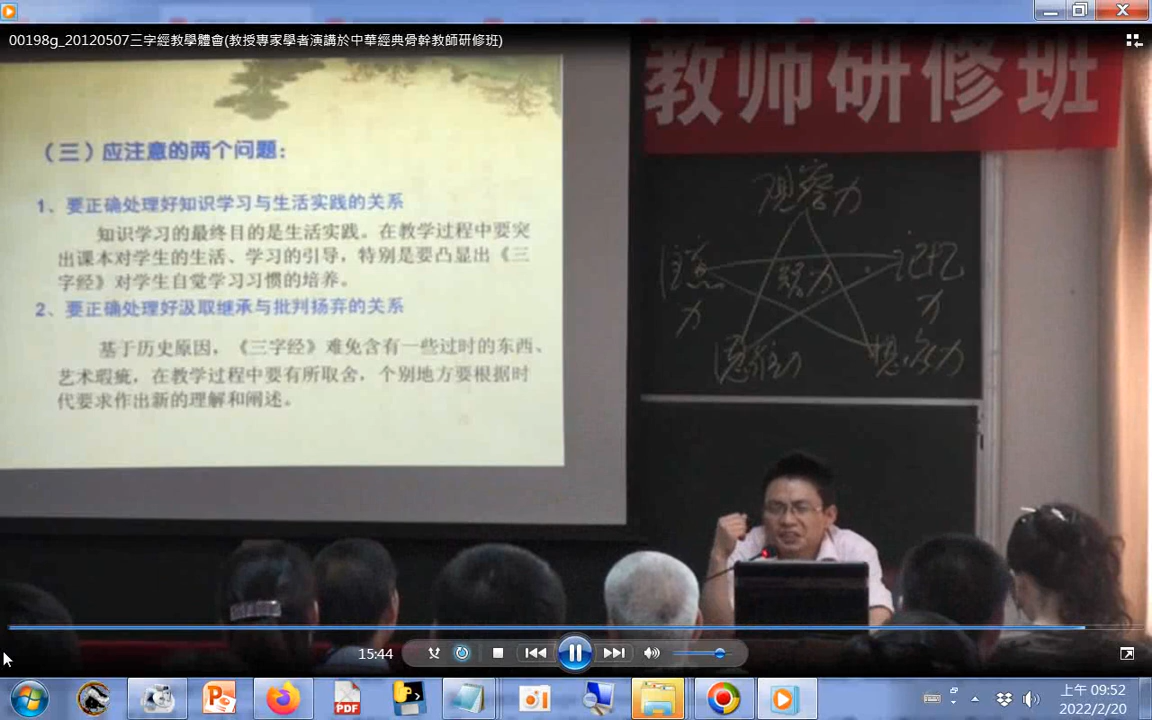 00198g_20120507三字經教學體會(教授專家學者演講於中華經典骨幹教師研修班)
教师研修班
（三）应注意的两个问题：
1、要正确处理好知识学习与生活实践的关系
知识学习的最终目的是生活实践。在教学过程中要突
出课本对学生的生活、学习的引导，特别是要凸显出《三
字经》对学生自觉学习习惯的培养。
2、要正确处理好汲取继承与批判扬弃的关系
基于历史原因，《三字经》难免含有一些过时的东西、
艺术瑕疵，在教学过程中要有所取舍，个别地方要根据时
代要求作出新的理解和阐述。
观察力
注意力
智力
记忆力
思维力
想象力
15:44
PDF
上午 09:52
2022/2/20